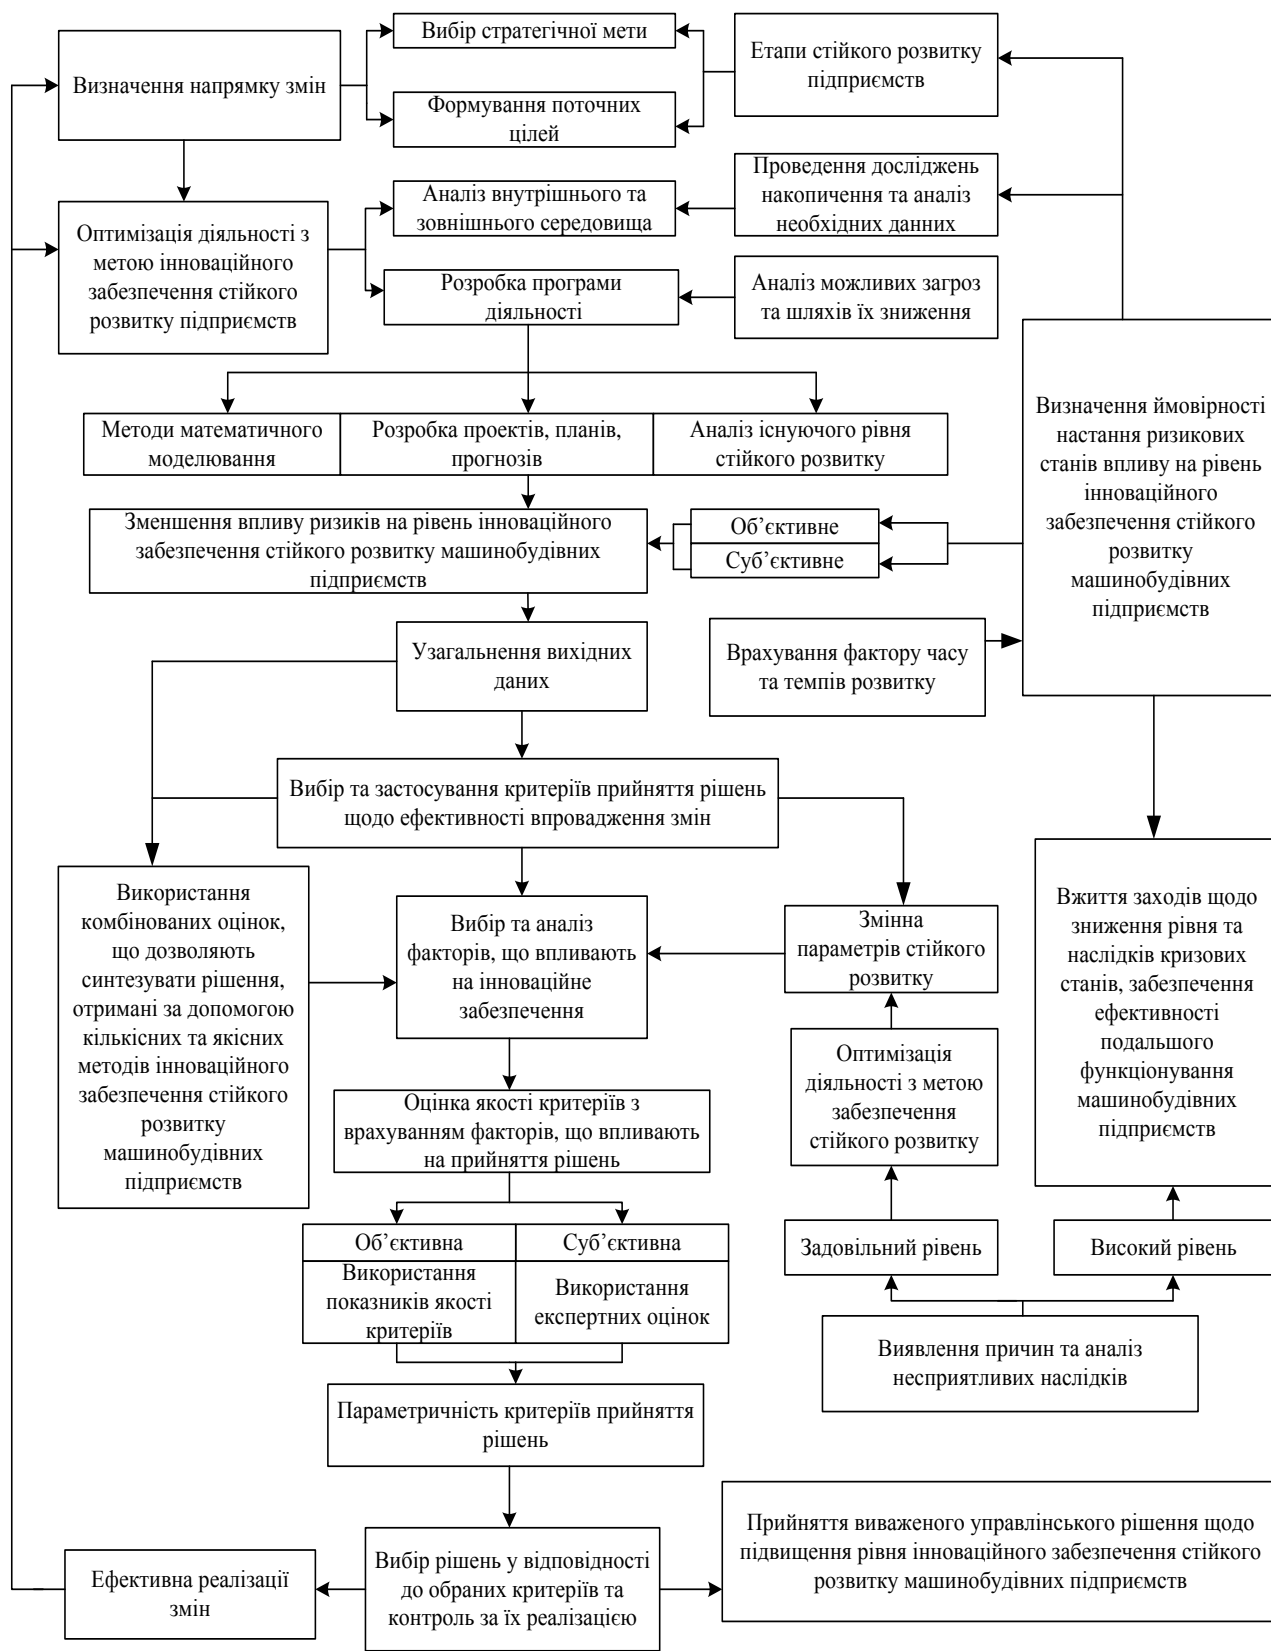 Вибір стратегічної мети
Етапи стійкого розвитку
підприємств
Визначення напрямку змін
Формування поточних
цілей
Проведення досліджень
накопичення та аналіз
необхідних данних
Аналіз внутрішнього та
зовнішнього середовища
Оптимізація діяльності з
метою інноваційного
забезпечення стійкого
розвитку підприємств
Розробка програми
діяльності
Аналіз можливих загроз
та шляхів їх зниження
Визначення ймовірності
настання ризикових
станів впливу на рівень
інноваційного
забезпечення стійкого
розвитку
машинобудівних
підприємств
Методи математичного
моделювання
Розробка проектів, планів,
прогнозів
Аналіз існуючого рівня
стійкого розвитку
Зменшення впливу ризиків на рівень інноваційного
забезпечення стійкого розвитку машинобудівних
підприємств
Об’єктивне
Суб’єктивне
Узагальнення вихідних
даних
Врахування фактору часу
та темпів розвитку
Вибір та застосування критеріїв прийняття рішень
щодо ефективності впровадження змін
Використання
комбінованих оцінок,
що дозволяють
синтезувати рішення,
отримані за допомогою
кількісних та якісних
методів інноваційного
забезпечення стійкого
розвитку
машинобудівних
підприємств
Вибір та аналіз
факторів, що впливають
на інноваційне
забезпечення
Змінна
параметрів стійкого
розвитку
Вжиття заходів щодо
зниження рівня та
наслідків кризових
станів, забезпечення
ефективності
подальшого
функціонування
машинобудівних
підприємств
Оптимізація
діяльності з метою
забезпечення
стійкого розвитку
Оцінка якості критеріїв з
врахуванням факторів, що впливають
на прийняття рішень
Об’єктивна
Суб’єктивна
Задовільний рівень
Високий рівень
Використання
показників якості
критеріїв
Використання
експертних оцінок
Виявлення причин та аналіз
несприятливих наслідків
Параметричність критеріїв прийняття
рішень
Прийняття виваженого управлінського рішення щодо
підвищення рівня інноваційного забезпечення стійкого
розвитку машинобудівних підприємств
Вибір рішень у відповідності
до обраних критеріїв та
контроль за їх реалізацією
Ефективна реалізації
змін